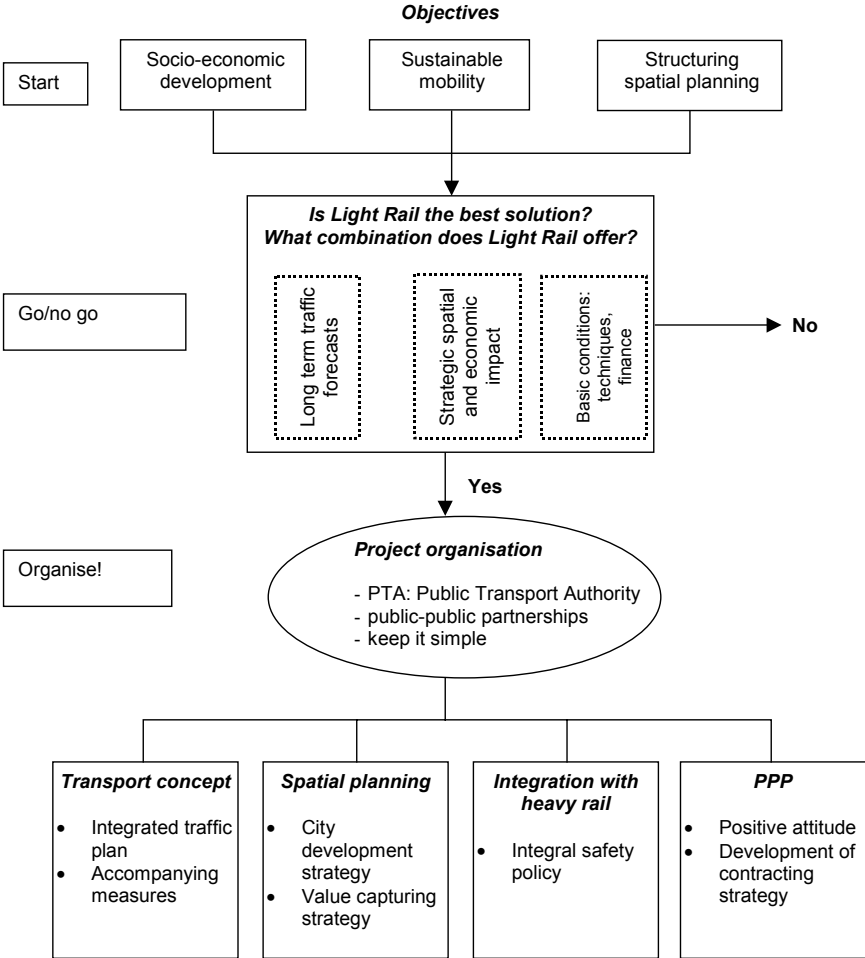 Objectives
Start
Socio-economic
development
Sustainable
mobility
Structuring
spatial planning
Is Light Rail the best solution?
What combination does Light Rail offer?
Go/no go
Long term traffic
forecasts
Strategic spatial
and economic
impact
Basic conditions:
techniques,
finance
No
Yes
Organise!
Project organisation
- PTA: Public Transport Authority
- public-public partnerships
- keep it simple
Transport concept
• Integrated traffic
plan
• Accompanying
measures
Spatial planning
• City
development
strategy
• Value capturing
strategy
Integration with
heavy rail
• Integral safety
policy
PPP
• Positive attitude
• Development of
contracting
strategy